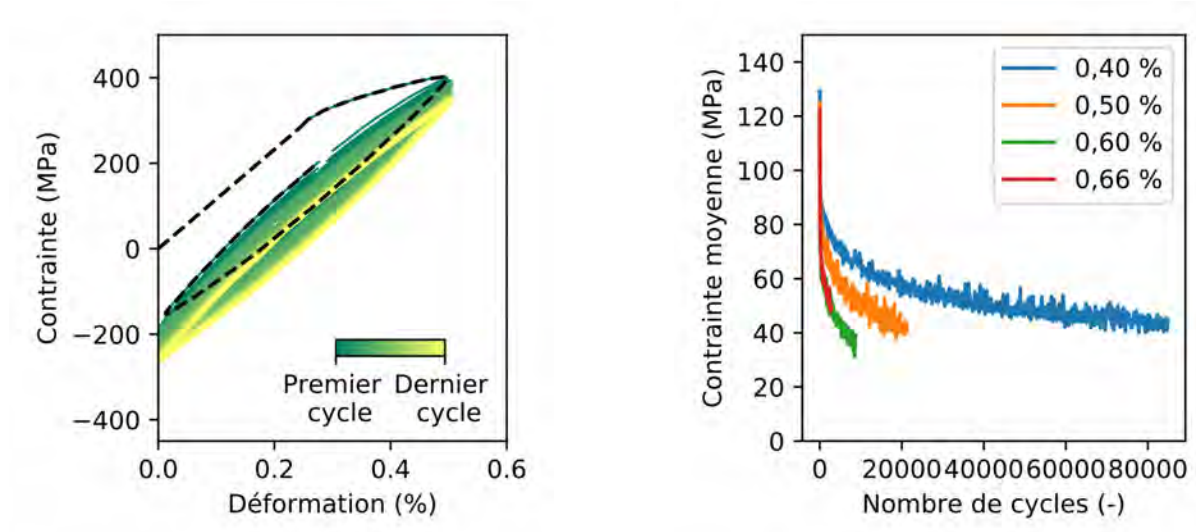 400
200
0
−200
−400
Contrainte (MPa)
Premier Dernier
cycle cycle
0.0 0.2 0.4 0.6
Déformation (%)
140
120
100
80
60
40
20
0
Contrainte moyenne (MPa)
0,40 %
0,50 %
0,60 %
0,66 %
0 20000 40000 60000 80000
Nombre de cycles (-)